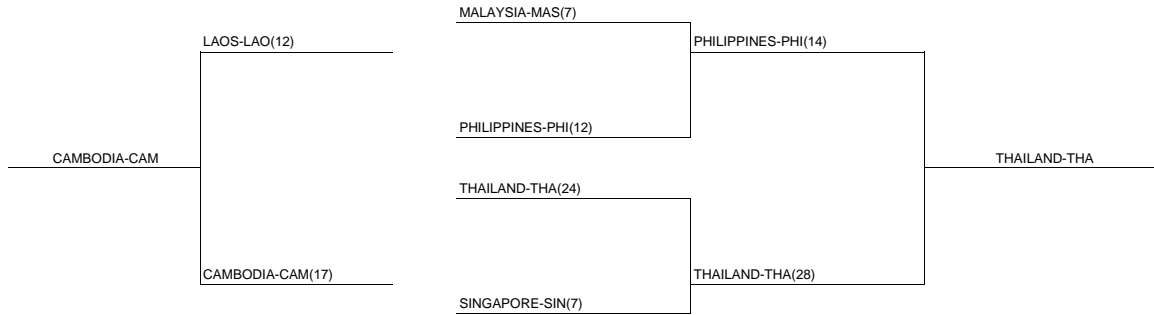 MALAYSIA-MAS(7)
LAOS-LAO(12)
PHILIPPINES-PHI(14)
PHILIPPINES-PHI(12)
CAMBODIA-CAM
THAILAND-THA
THAILAND-THA(24)
CAMBODIA-CAM(17)
THAILAND-THA(28)
SINGAPORE-SIN(7)